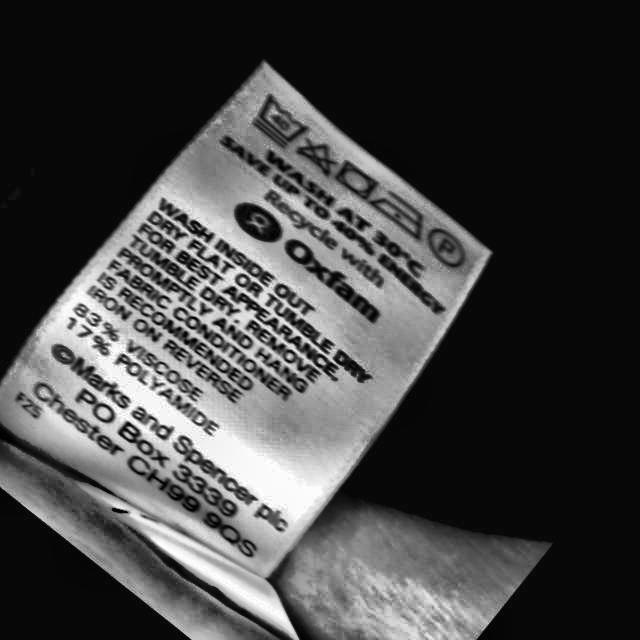 WASH AT 30°C
SAVE UP TO 40% ENERGY
Recycle with
Oxfam
WASH INSIDE OUT
DRY FLAT OR TUMBLE DRY
FOR BEST APPEARANCE
TUMBLE DRY AND
PROMPTLY REMOVE
FABRIC CONDITIONER
IS NOT RECOMMENDED
IRON ON REVERSE
83% VISCOSE
17% POLYAMIDE
©Marks and Spencer plc
PO Box 3339
Chester CH99 9QS